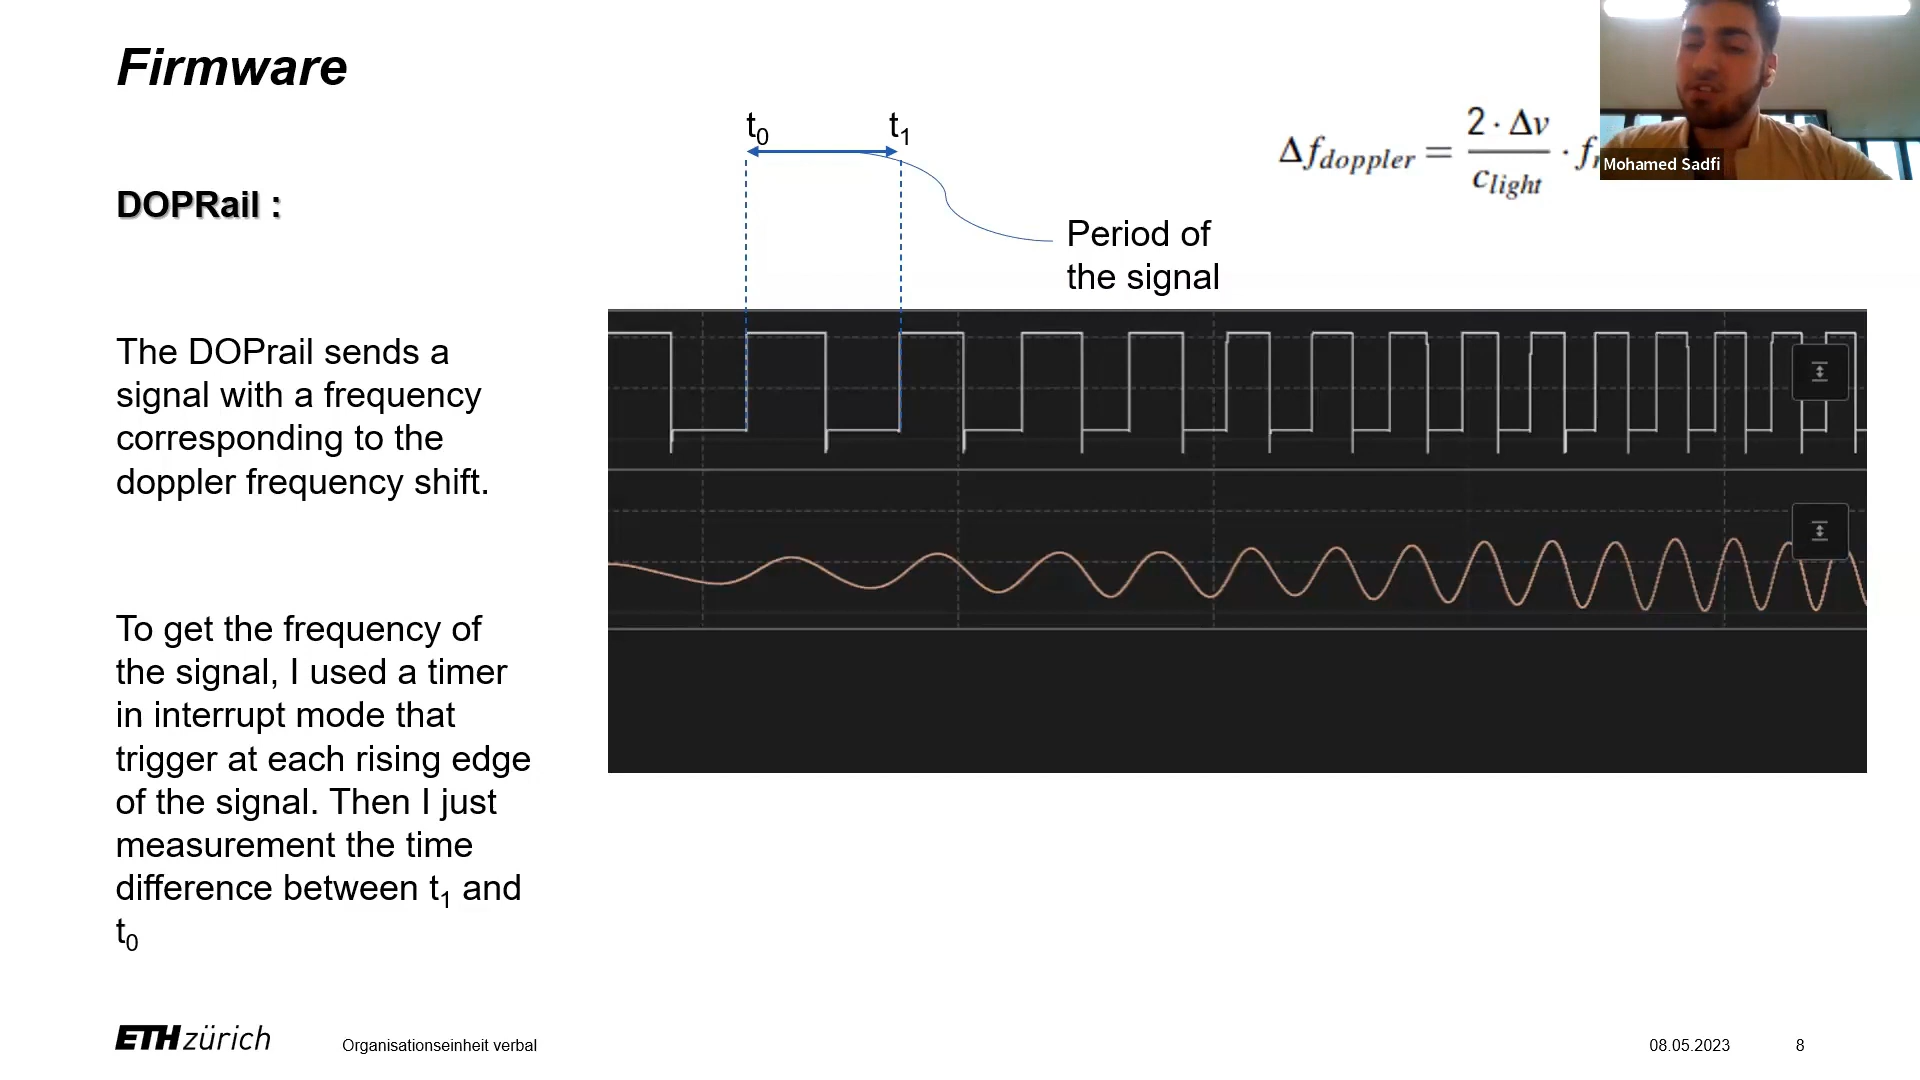 Firmware
t₀ t₁
Δf_doppler = 2 · Δv / c_light · f
Mohamed Sadfi
DOPRail :
Period of
the signal
The DOPrail sends a
signal with a frequency
corresponding to the
doppler frequency shift.
To get the frequency of
the signal, I used a timer
in interrupt mode that
trigger at each rising edge
of the signal. Then I just
measurement the time
difference between t₁ and
t₀
ETH zürich
Organisationseinheit verbal
08.05.2023
8